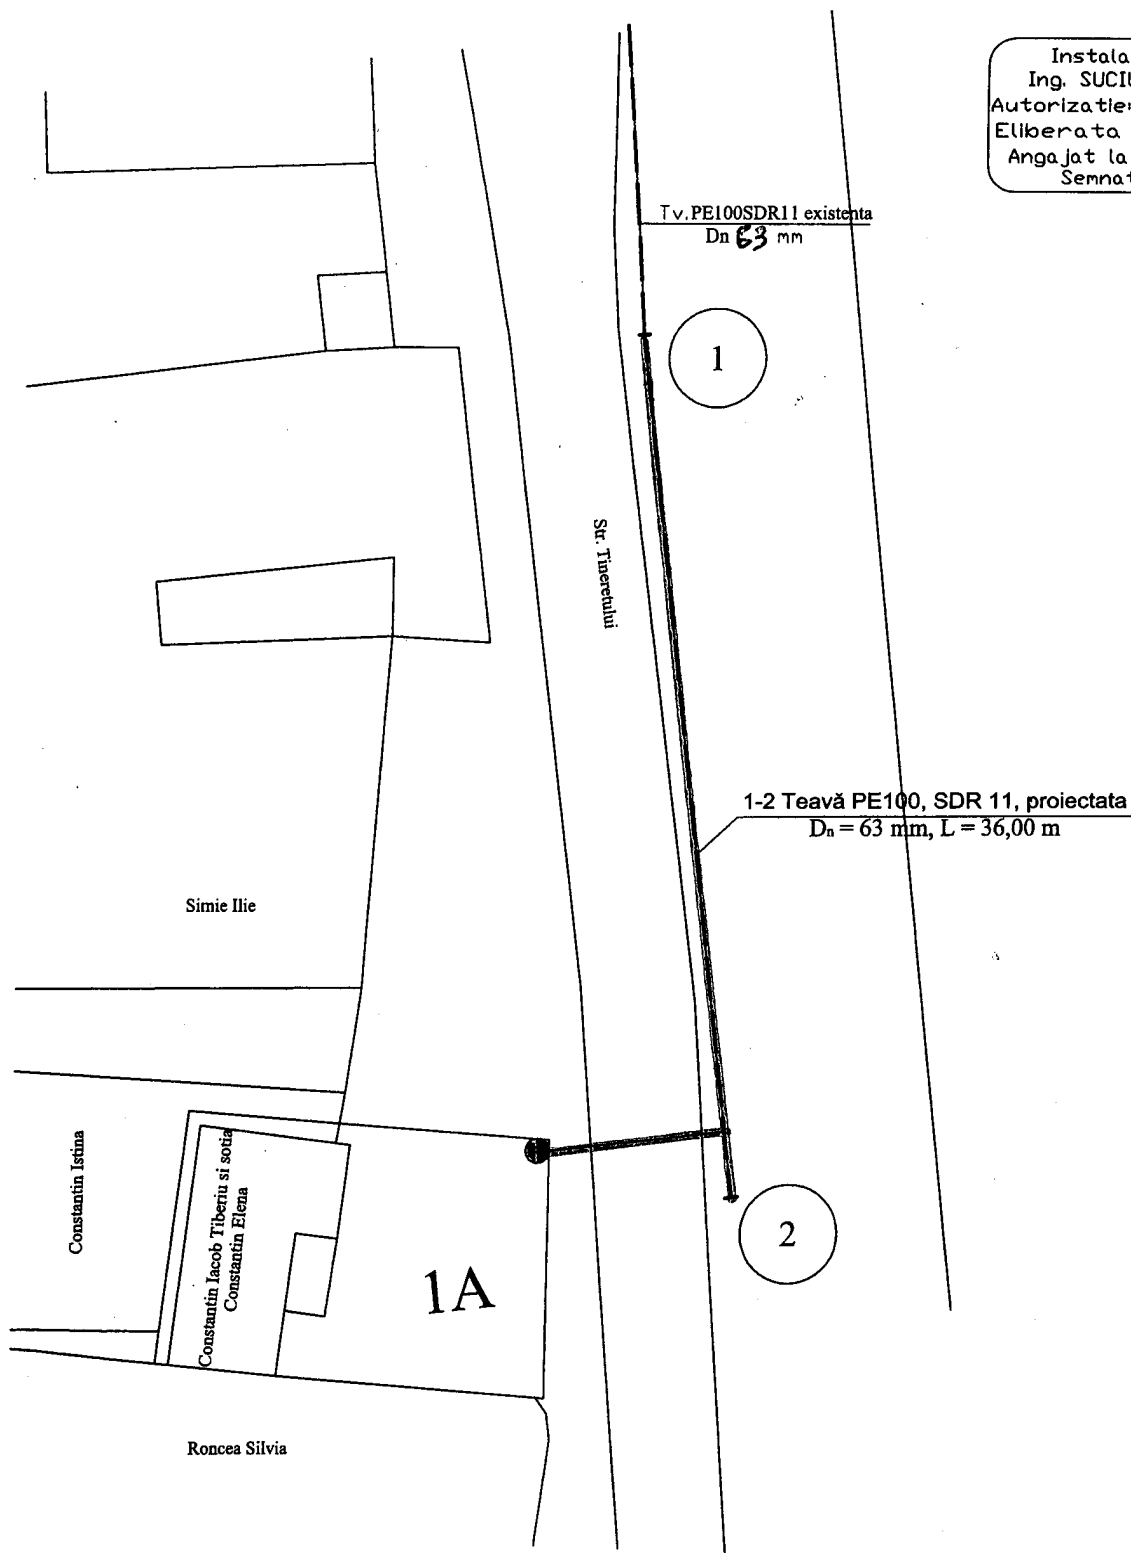 Instala
Ing. SUCIU
Autorizatie
Eliberata
Angajat la
Semnat
Tv.PE100SDR11 existenta
Dn 63 mm
1
Str. Tineretului
1-2 Teavă PE100, SDR 11, proiectata
Dn = 63 mm, L = 36,00 m
Simie Ilie
Constantin Istina
Constantin Iacob Tiberiu si sotia
Constantin Elena
1A
2
Roncea Silvia